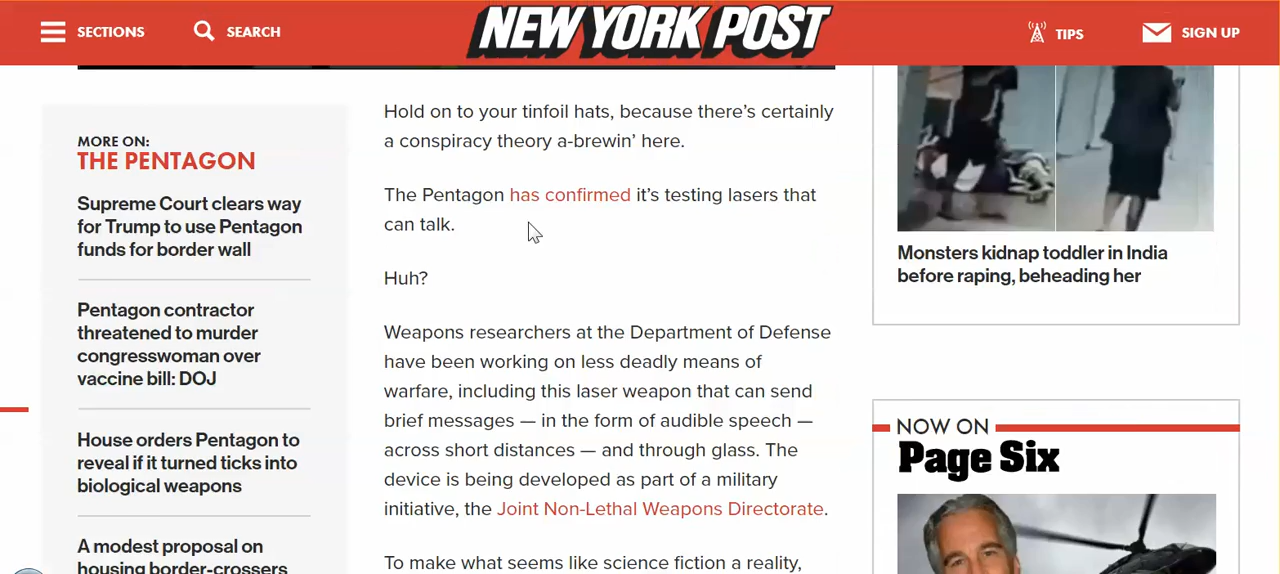 SECTIONS
SEARCH
NEW YORK POST
TIPS
SIGN UP
MORE ON:
THE PENTAGON
Supreme Court clears way
for Trump to use Pentagon
funds for border wall
Pentagon contractor
threatened to murder
congresswoman over
vaccine bill: DOJ
House orders Pentagon to
reveal if it turned ticks into
biological weapons
A modest proposal on
housing border-crossers
Hold on to your tinfoil hats, because there's certainly
a conspiracy theory a-brewin' here.
The Pentagon has confirmed it's testing lasers that
can talk.
Huh?
Weapons researchers at the Department of Defense
have been working on less deadly means of
warfare, including this laser weapon that can send
brief messages — in the form of audible speech —
across short distances — and through glass. The
device is being developed as part of a military
initiative, the Joint Non-Lethal Weapons Directorate.
To make what seems like science fiction a reality,
Monsters kidnap toddler in India
before raping, beheading her
NOW ON
Page Six